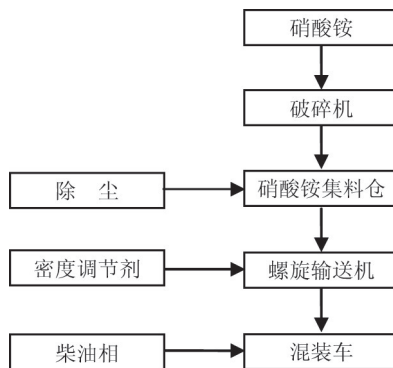 硝酸铵
破碎机
除 尘
硝酸铵集料仓
密度调节剂
螺旋输送机
柴油相
混装车